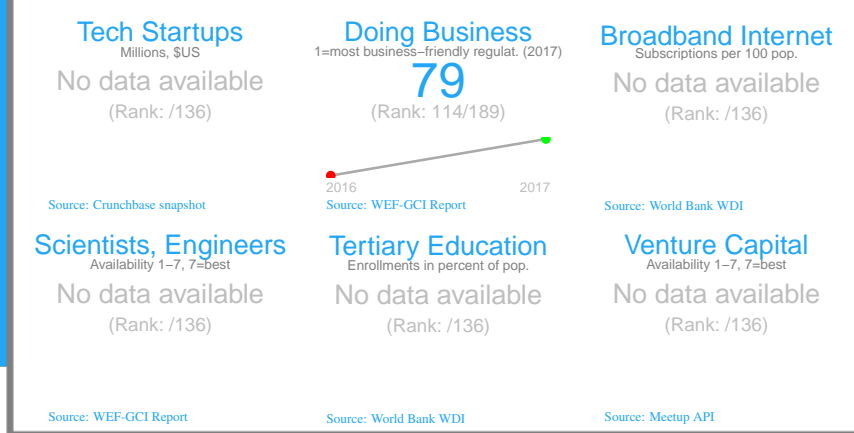 Tech Startups
Millions, $US
No data available
(Rank: /136)
Source: Crunchbase snapshot
Doing Business
1=most business−friendly regulat. (2017)
79
(Rank: 114/189)
2016 2017
Source: WEF-GCI Report
Broadband Internet
Subscriptions per 100 pop.
No data available
(Rank: /136)
Source: World Bank WDI
Scientists, Engineers
Availability 1−7, 7=best
No data available
(Rank: /136)
Source: WEF-GCI Report
Tertiary Education
Enrollments in percent of pop.
No data available
(Rank: /136)
Source: World Bank WDI
Venture Capital
Availability 1−7, 7=best
No data available
(Rank: /136)
Source: Meetup API